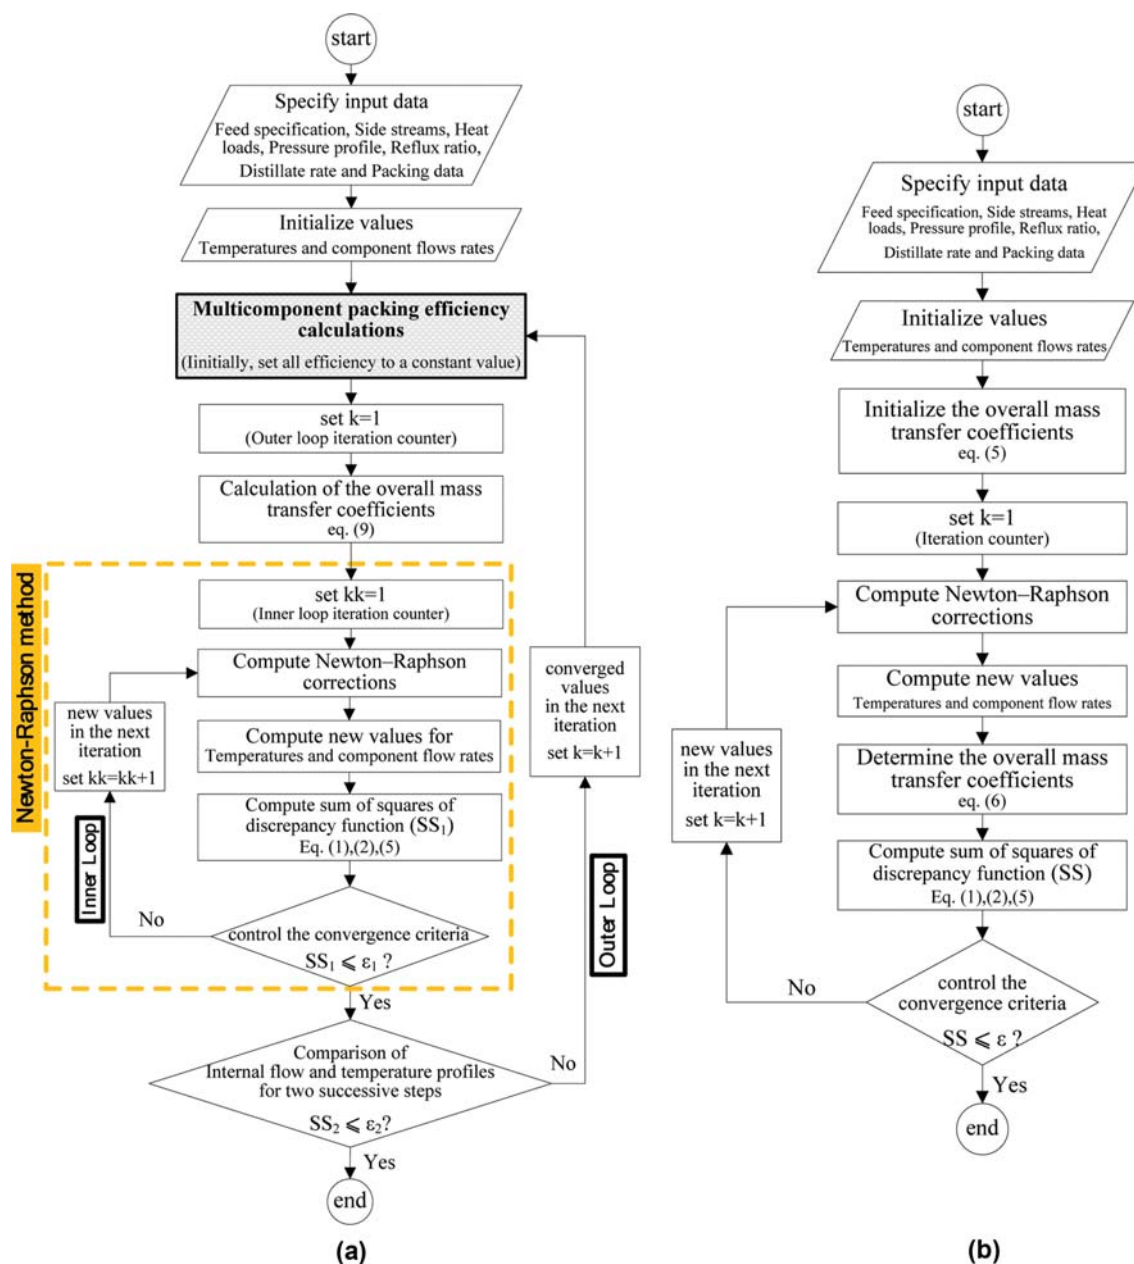 start
Specify input data
Feed specification, Side streams, Heat
loads, Pressure profile, Reflux ratio,
Distillate rate and Packing data
Initialize values
Temperatures and component flows rates
Multicomponent packing efficiency
calculations
(Iinitially, set all efficiency to a constant value)
set k=1
(Outer loop iteration counter)
Calculation of the overall mass
transfer coefficients
eq. (9)
Newton-Raphson method
set kk=1
(Inner loop iteration counter)
Compute Newton–Raphson
corrections
new values
in the next
iteration
set kk=kk+1
Compute new values for
Temperatures and component flow rates
Compute sum of squares of
discrepancy function (SS₁)
Eq. (1),(2),(5)
Inner Loop
No
control the convergence criteria
SS₁ ⩽ ε₁ ?
Yes
converged
values
in the next
iteration
set k=k+1
Outer Loop
Comparison of
Internal flow and temperature profiles
for two successive steps
SS₂ ⩽ ε₂?
No
Yes
end
(a)
start
Specify input data
Feed specification, Side streams, Heat
loads, Pressure profile, Reflux ratio,
Distillate rate and Packing data
Initialize values
Temperatures and component flows rates
Initialize the overall mass
transfer coefficients
eq. (5)
set k=1
(Iteration counter)
Compute Newton–Raphson
corrections
Compute new values
Temperatures and component flow rates
new values
in the next
iteration
set k=k+1
Determine the overall mass
transfer coefficients
eq. (6)
Compute sum of squares of
discrepancy function (SS)
Eq. (1),(2),(5)
No
control the
convergence criteria
SS ⩽ ε ?
Yes
end
(b)